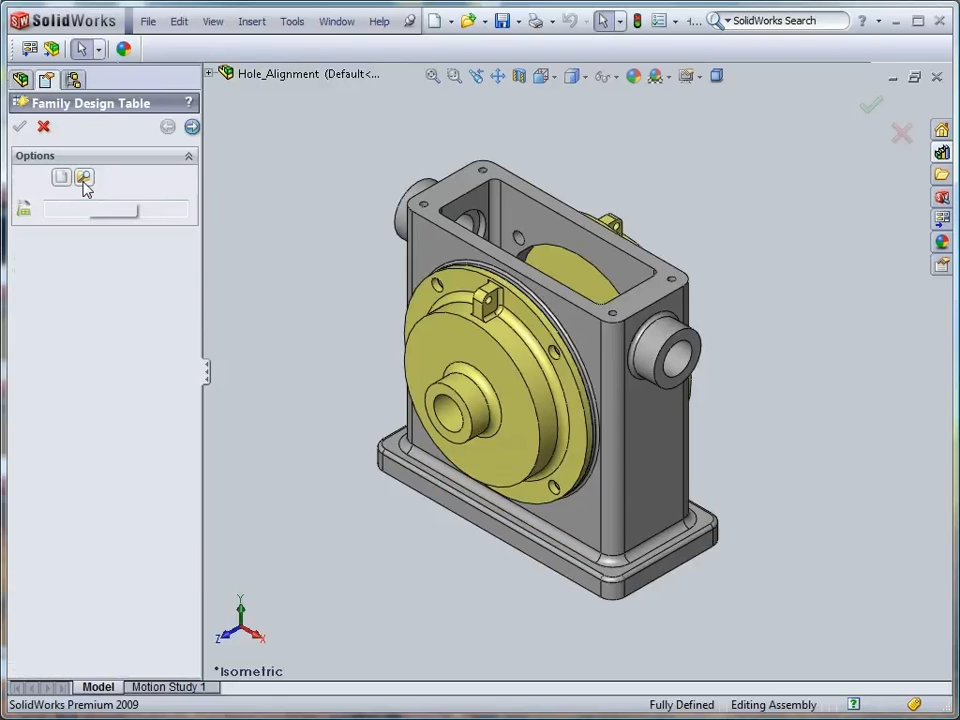 SolidWorks File Edit View Insert Tools Window Help SolidWorks Search
Hole_Alignment (Default<...
Family Design Table ?
Options
Y
Z X
*Isometric
Model Motion Study 1
SolidWorks Premium 2009 Fully Defined Editing Assembly